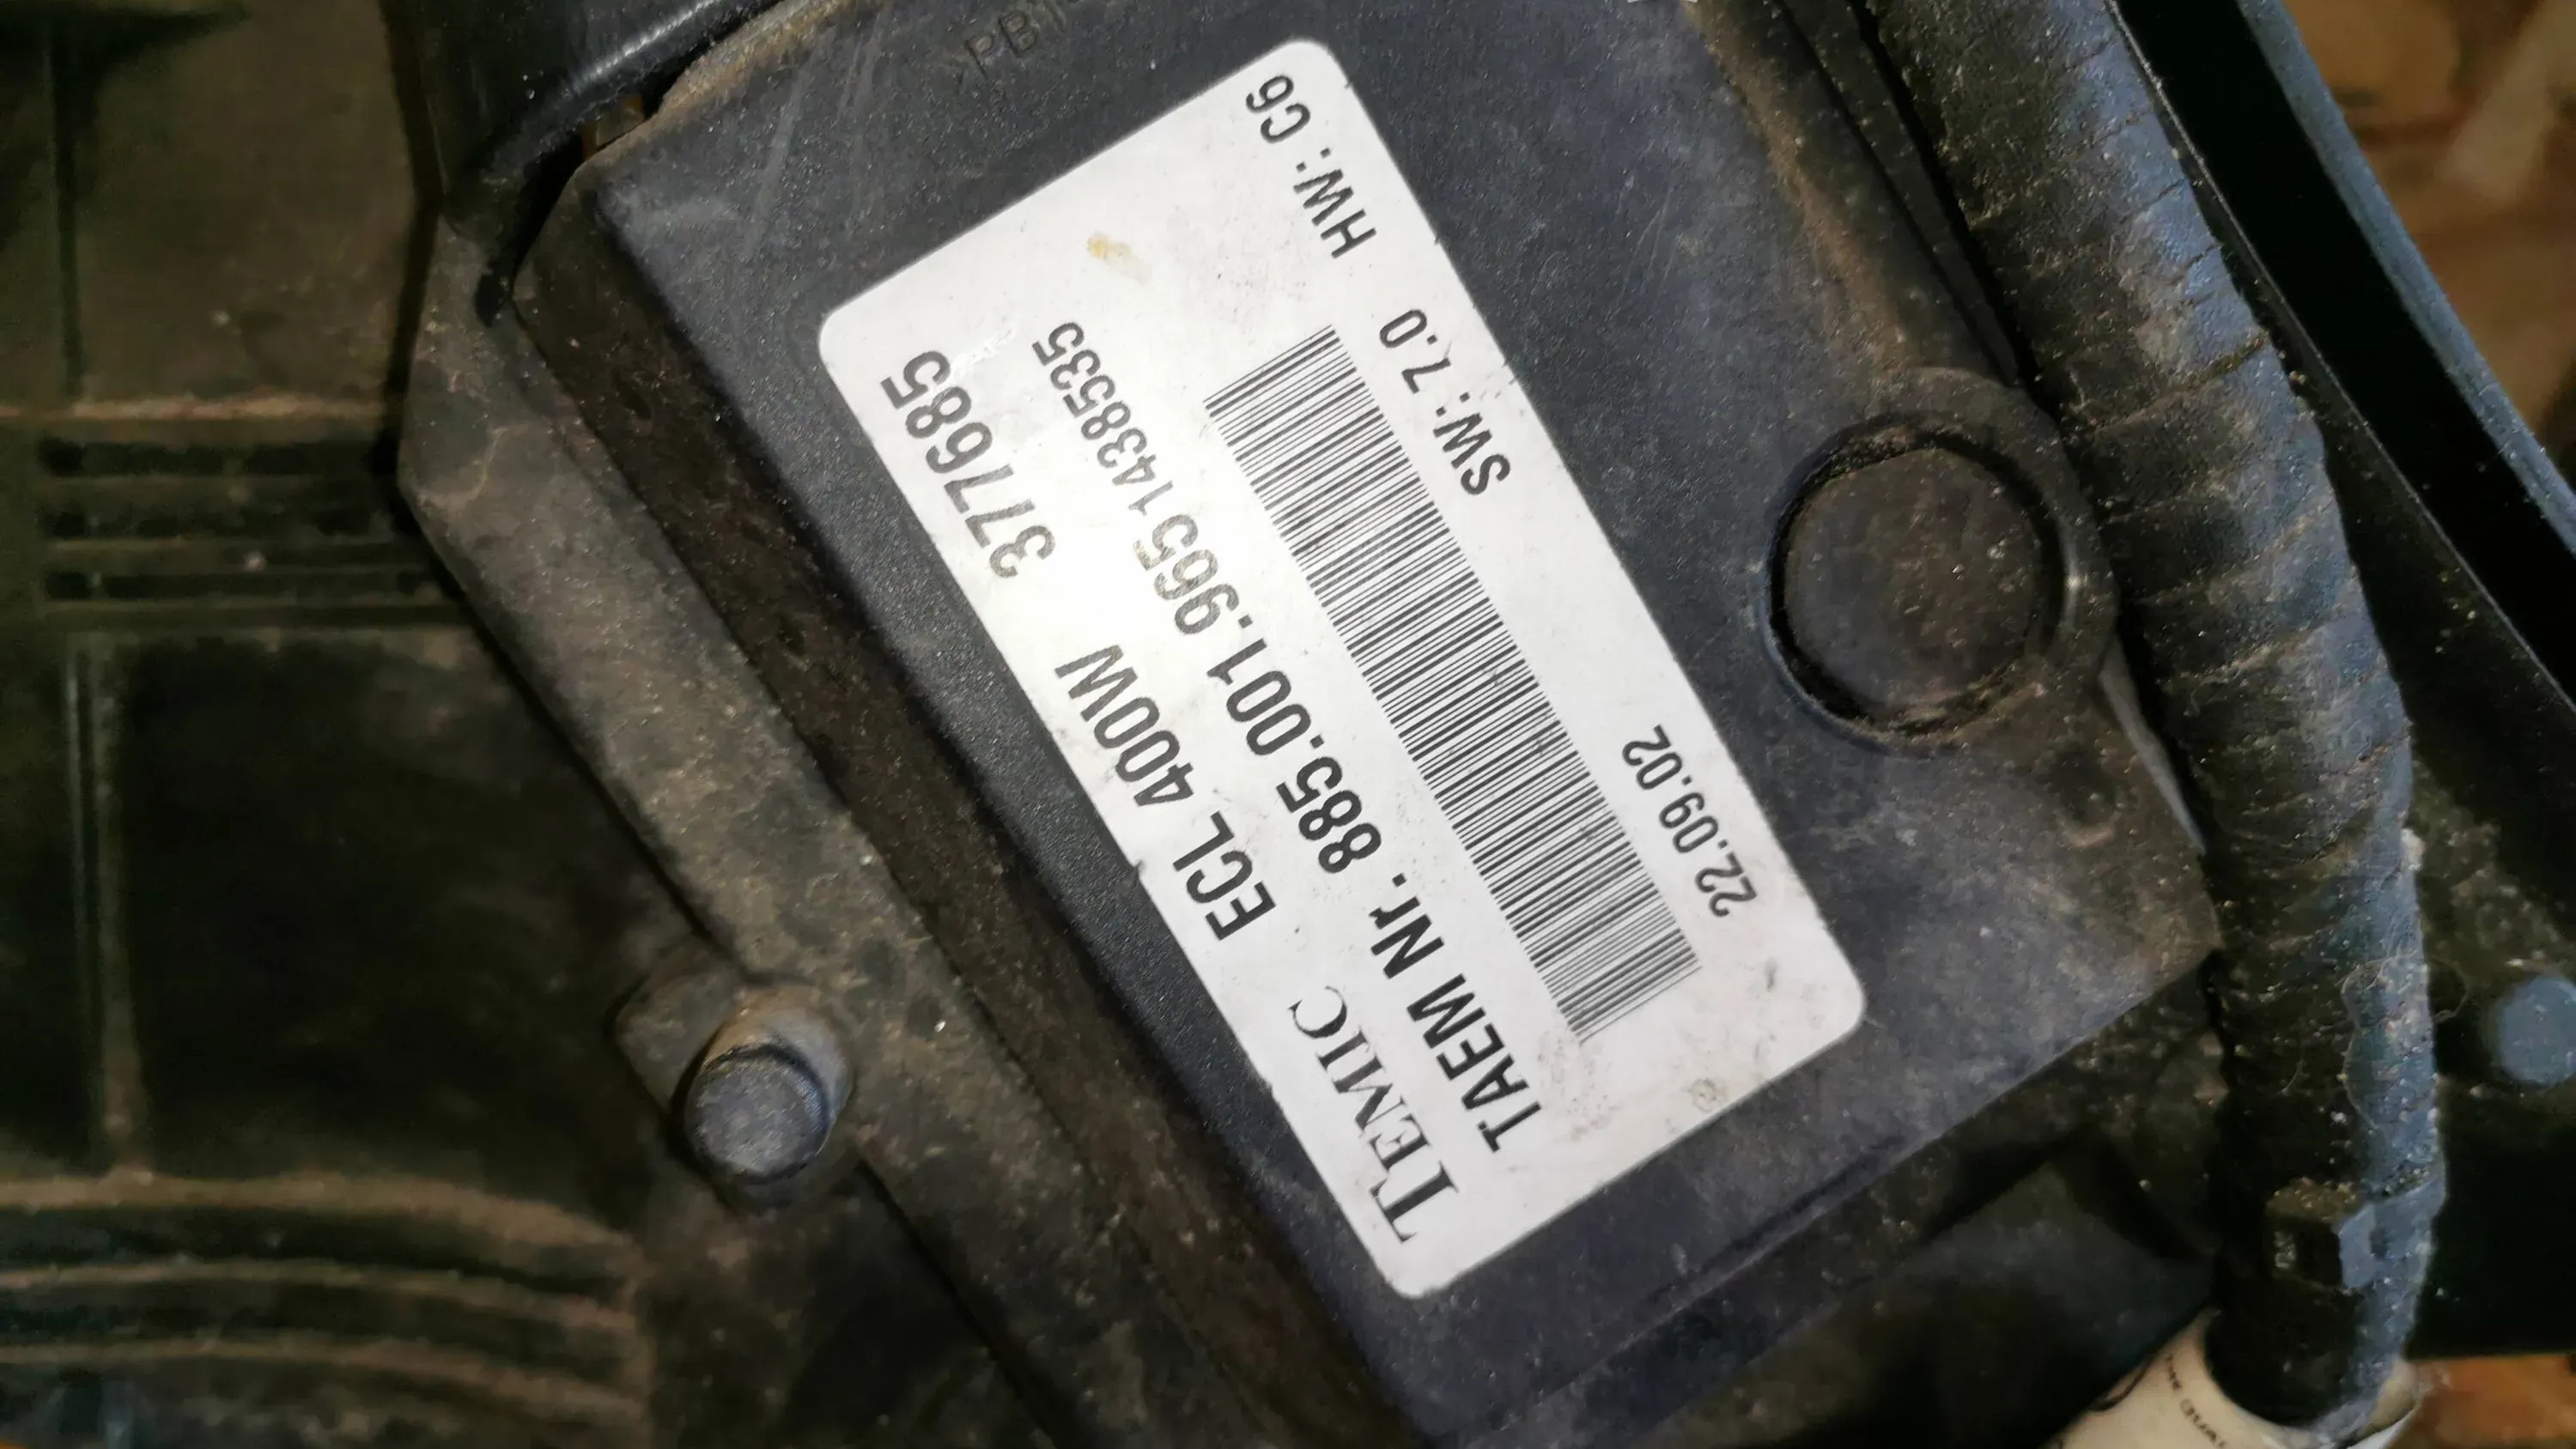 TEMIC ECL 400W 377685
TAEM Nr. 885.001.965 1438535
22.09.02 SW: 7.0 HW: C6